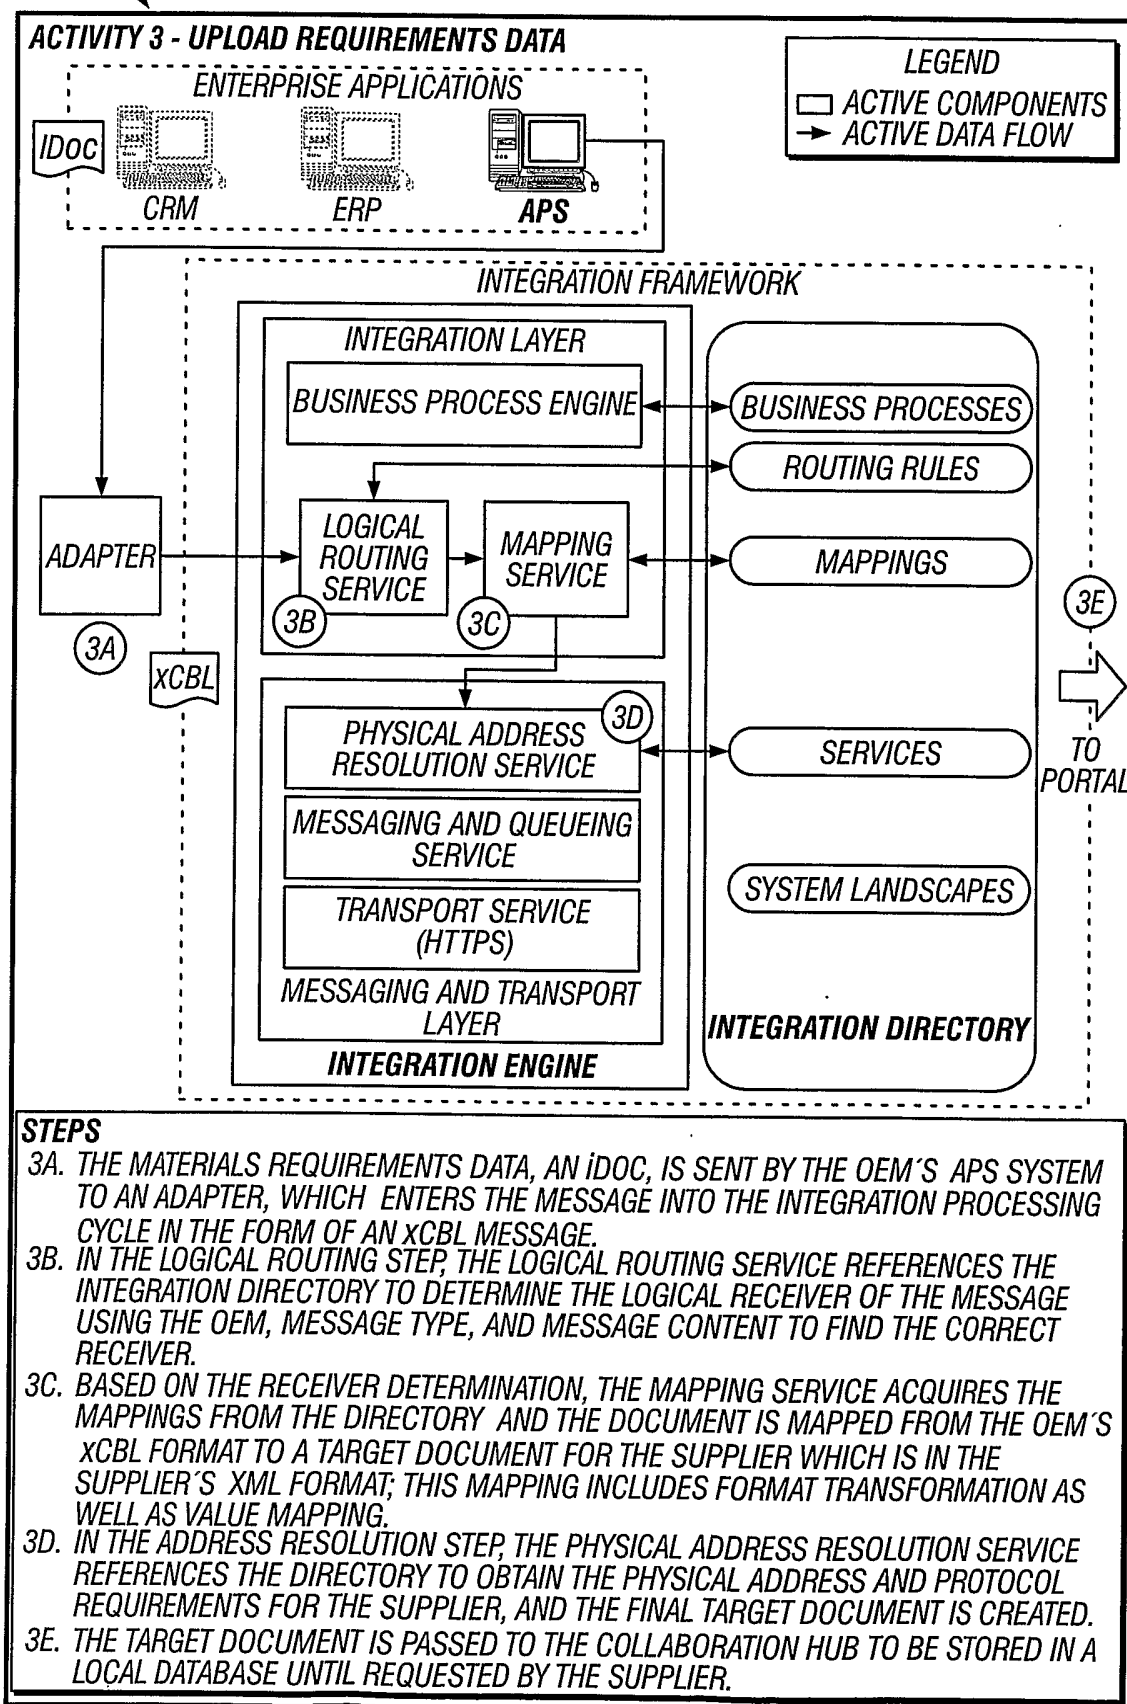 ACTIVITY 3 - UPLOAD REQUIREMENTS DATA
LEGEND
ACTIVE COMPONENTS
ACTIVE DATA FLOW
ENTERPRISE APPLICATIONS
IDoc
CRM
ERP
APS
INTEGRATION FRAMEWORK
INTEGRATION LAYER
BUSINESS PROCESS ENGINE
BUSINESS PROCESSES
ROUTING RULES
ADAPTER
LOGICAL
ROUTING
SERVICE
MAPPING
SERVICE
MAPPINGS
3A
3B
3C
3E
xCBL
PHYSICAL ADDRESS
RESOLUTION SERVICE
3D
SERVICES
TO
PORTAL
MESSAGING AND QUEUEING
SERVICE
SYSTEM LANDSCAPES
TRANSPORT SERVICE
(HTTPS)
MESSAGING AND TRANSPORT
LAYER
INTEGRATION DIRECTORY
INTEGRATION ENGINE
STEPS
3A. THE MATERIALS REQUIREMENTS DATA, AN iDOC, IS SENT BY THE OEM´S APS SYSTEM
TO AN ADAPTER, WHICH ENTERS THE MESSAGE INTO THE INTEGRATION PROCESSING
CYCLE IN THE FORM OF AN xCBL MESSAGE.
3B. IN THE LOGICAL ROUTING STEP, THE LOGICAL ROUTING SERVICE REFERENCES THE
INTEGRATION DIRECTORY TO DETERMINE THE LOGICAL RECEIVER OF THE MESSAGE
USING THE OEM, MESSAGE TYPE, AND MESSAGE CONTENT TO FIND THE CORRECT
RECEIVER.
3C. BASED ON THE RECEIVER DETERMINATION, THE MAPPING SERVICE ACQUIRES THE
MAPPINGS FROM THE DIRECTORY AND THE DOCUMENT IS MAPPED FROM THE OEM´S
xCBL FORMAT TO A TARGET DOCUMENT FOR THE SUPPLIER WHICH IS IN THE
SUPPLIER´S XML FORMAT; THIS MAPPING INCLUDES FORMAT TRANSFORMATION AS
WELL AS VALUE MAPPING.
3D. IN THE ADDRESS RESOLUTION STEP, THE PHYSICAL ADDRESS RESOLUTION SERVICE
REFERENCES THE DIRECTORY TO OBTAIN THE PHYSICAL ADDRESS AND PROTOCOL
REQUIREMENTS FOR THE SUPPLIER, AND THE FINAL TARGET DOCUMENT IS CREATED.
3E. THE TARGET DOCUMENT IS PASSED TO THE COLLABORATION HUB TO BE STORED IN A
LOCAL DATABASE UNTIL REQUESTED BY THE SUPPLIER.